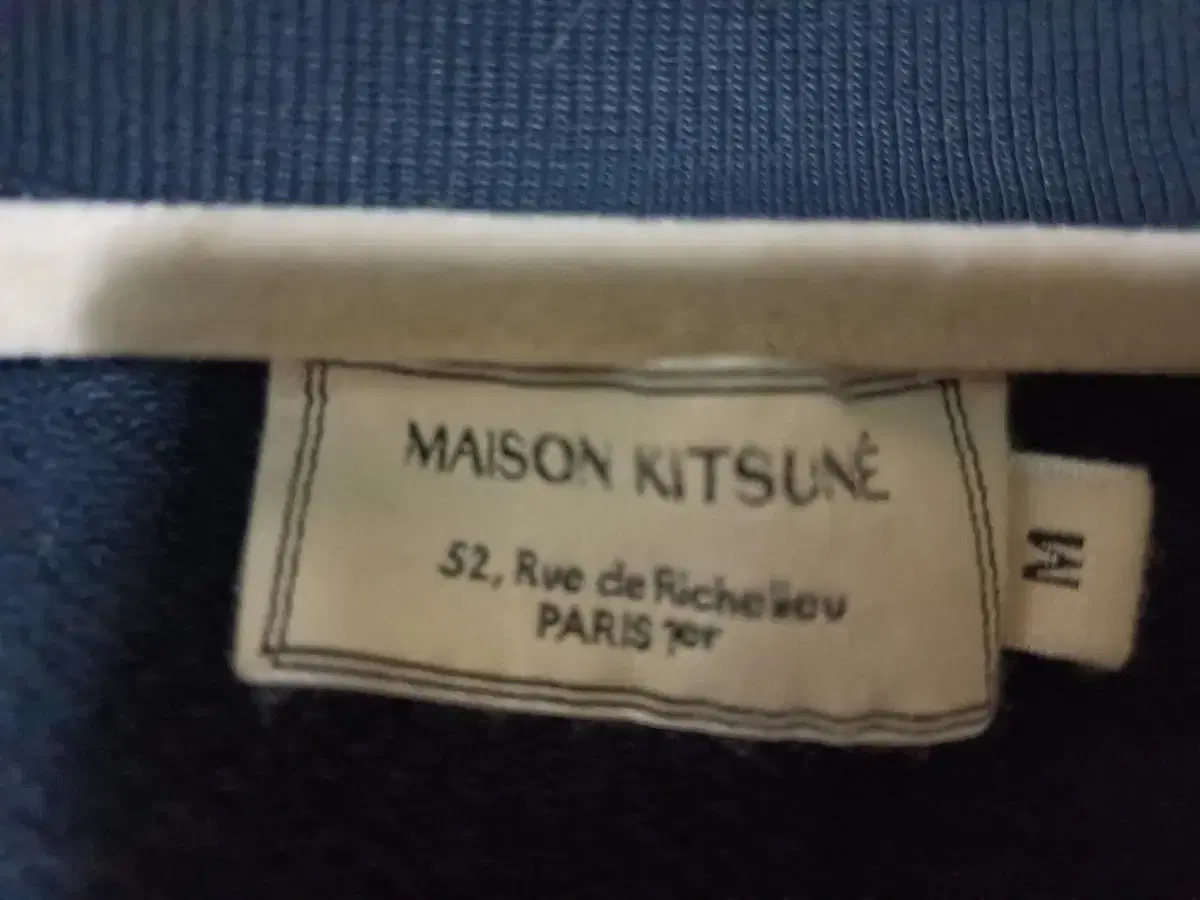 MAISON KITSUNÉ
52, Rue de Richelieu
PARIS 1er
M